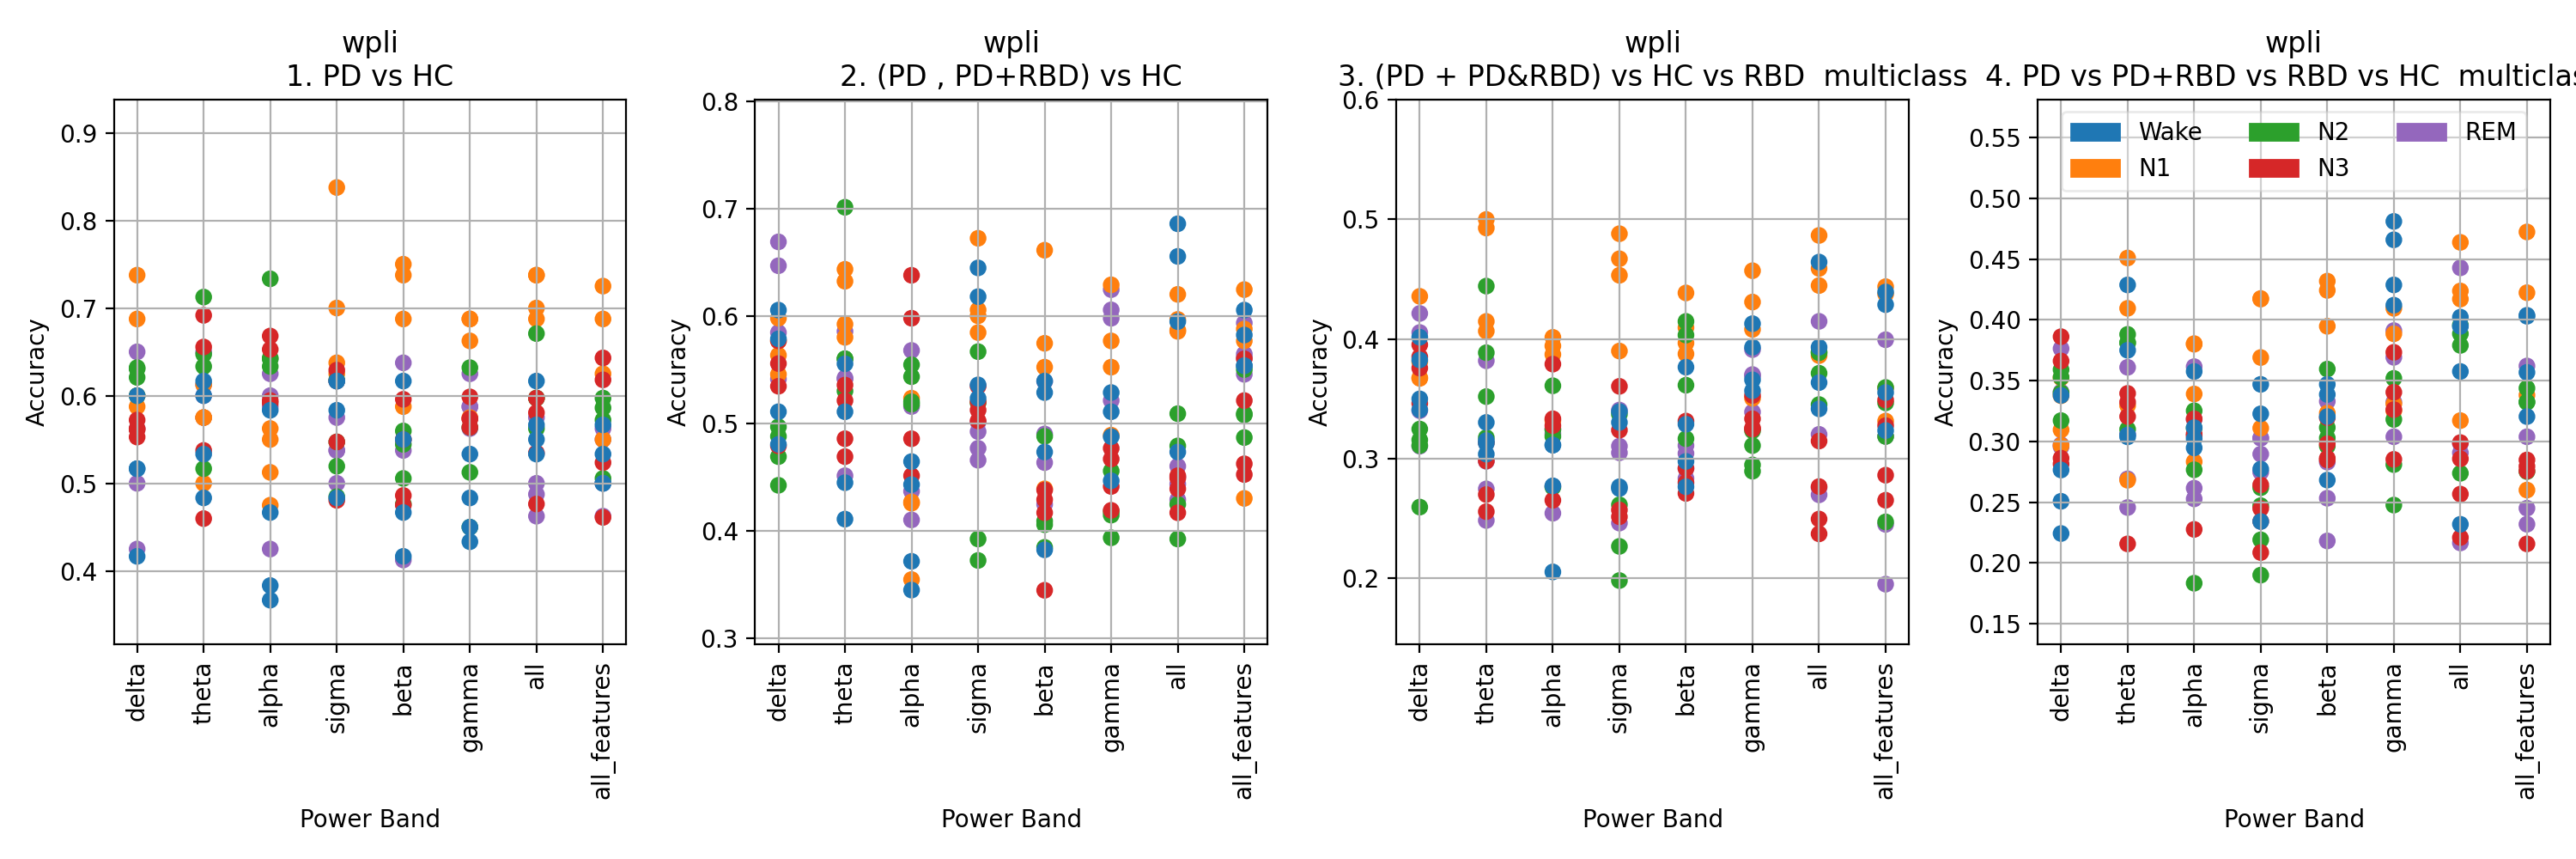 wpli
1. PD vs HC
0.9
0.8
0.7
0.6
0.5
0.4
Accuracy
delta
theta
alpha
sigma
beta
gamma
all
all_features
Power Band
wpli
2. (PD , PD+RBD) vs HC
0.8
0.7
0.6
0.5
0.4
0.3
Accuracy
delta
theta
alpha
sigma
beta
gamma
all
all_features
Power Band
wpli
3. (PD + PD&RBD) vs HC vs RBD  multiclass
0.6
0.5
0.4
0.3
0.2
Accuracy
delta
theta
alpha
sigma
beta
gamma
all
all_features
Power Band
wpli
4. PD vs PD+RBD vs RBD vs HC  multiclas
Wake
N1
N2
N3
REM
0.55
0.50
0.45
0.40
0.35
0.30
0.25
0.20
0.15
Accuracy
delta
theta
alpha
sigma
beta
gamma
all
all_features
Power Band